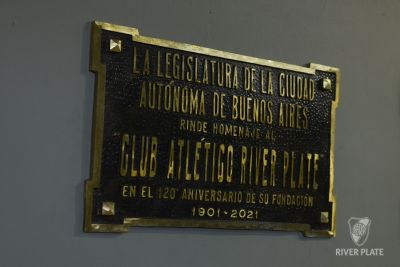 LA LEGISLATURA DE LA CIUDAD
AUTÓNOMA DE BUENOS AIRES
RINDE HOMENAJE AL
"CLUB ATLÉTICO RIVER PLATE"
EN EL 120° ANIVERSARIO DE SU FUNDACIÓN
1901-2021
RIVER PLATE